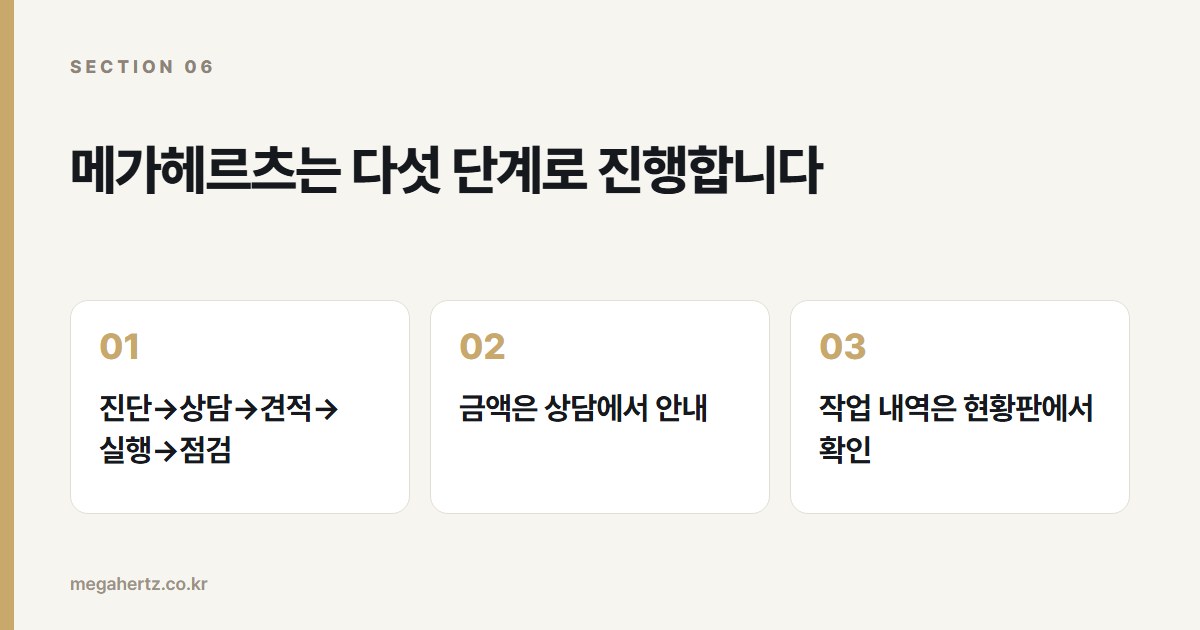 SECTION 06
메가헤르츠는 다섯 단계로 진행합니다
01
진단→상담→견적→
실행→점검
02
금액은 상담에서 안내
03
작업 내역은 현황판에서
확인
megahertz.co.kr